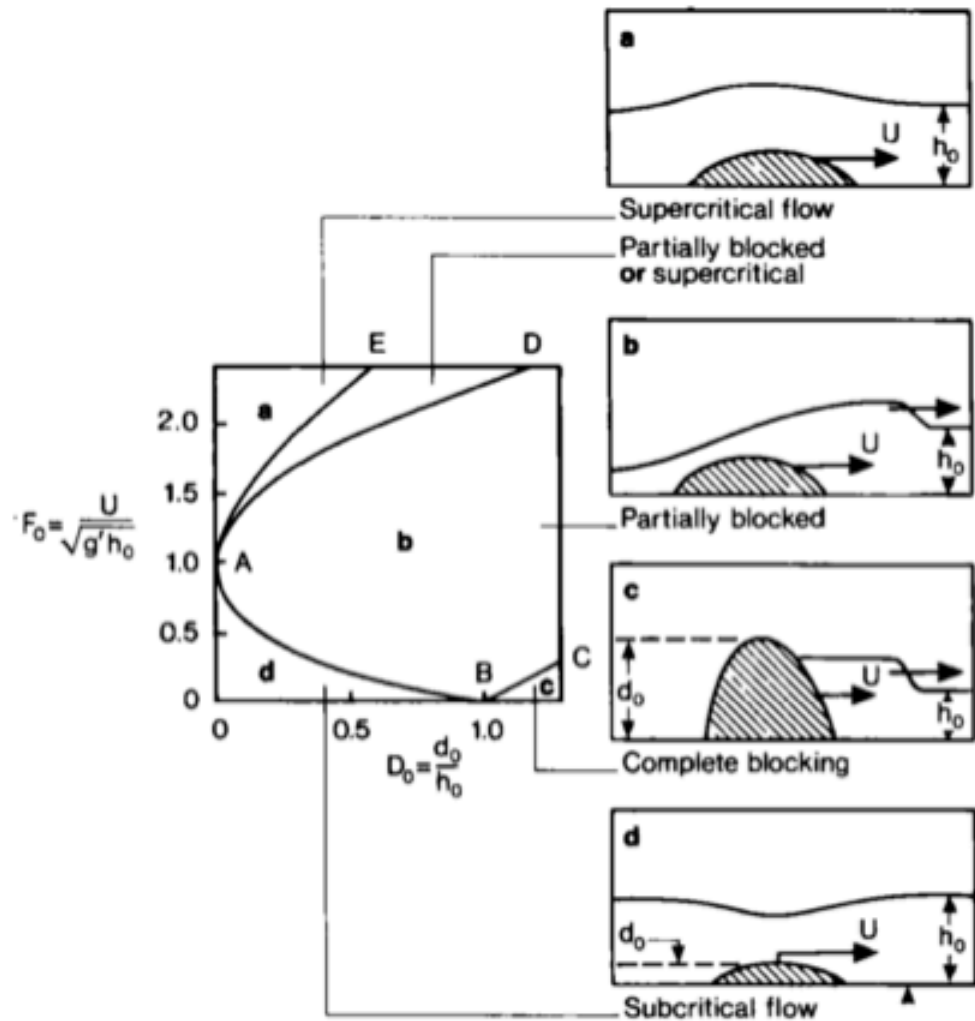 a
U
h₀
Supercritical flow
Partially blocked
or supercritical
b
U
h₀
Partially blocked
c
d₀
U
h₀
Complete blocking
d
d₀
U
h₀
Subcritical flow
E
D
a
2.0
1.5
F₀ = U/√g'h₀
b
1.0
A
0.5
d
B
C
c
0
0
0.5
1.0
D₀ = d₀/h₀